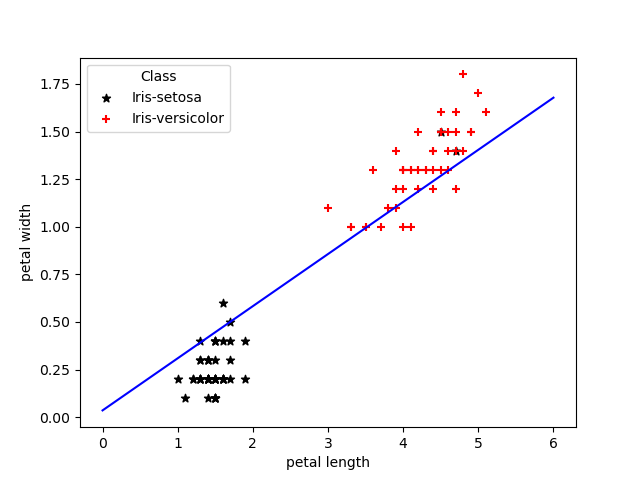 Class
Iris-setosa
Iris-versicolor
1.75
1.50
1.25
1.00
0.75
0.50
0.25
0.00
petal width
0 1 2 3 4 5 6
petal length